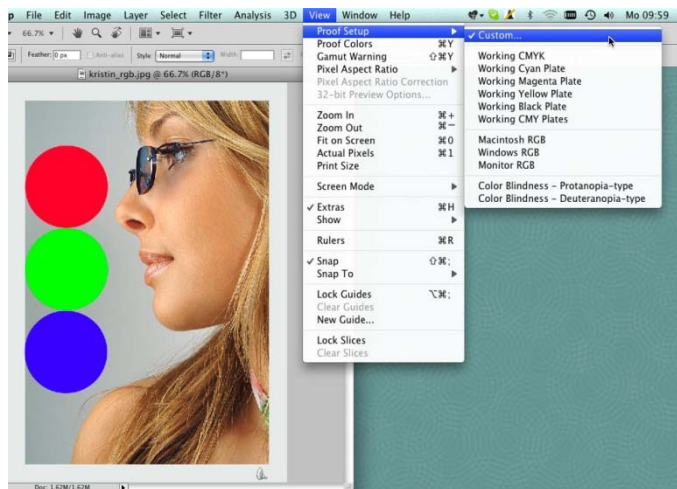 p File Edit Image Layer Select Filter Analysis 3D View Window Help Mo 09:59
66.7%
Feather: 0 px Anti-alias Style: Normal Width:
kristin_rgb.jpg @ 66.7% (RGB/8*)
Proof Setup
Proof Colors ⌘Y
Gamut Warning ⇧⌘Y
Pixel Aspect Ratio
Pixel Aspect Ratio Correction
32-bit Preview Options...
Zoom In ⌘+
Zoom Out ⌘−
Fit on Screen ⌘0
Actual Pixels ⌘1
Print Size
Screen Mode
Extras ⌘H
Show
Rulers ⌘R
Snap ⇧⌘;
Snap To
Lock Guides ⌥⌘;
Clear Guides
New Guide...
Lock Slices
Clear Slices
Custom...
Working CMYK
Working Cyan Plate
Working Magenta Plate
Working Yellow Plate
Working Black Plate
Working CMY Plates
Macintosh RGB
Windows RGB
Monitor RGB
Color Blindness – Protanopia-type
Color Blindness – Deuteranopia-type
Doc: 1.62M/1.62M